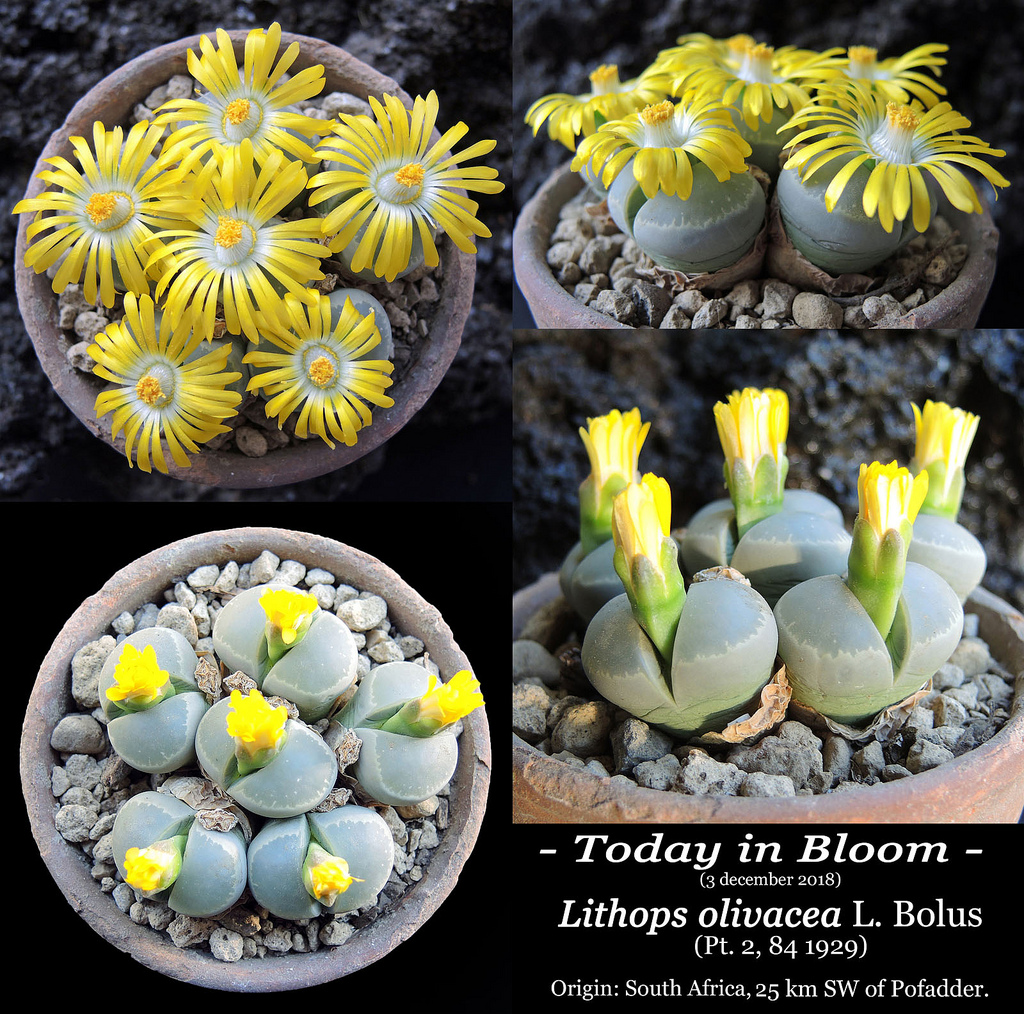 - Today in Bloom -
(3 december 2018)
Lithops olivacea L. Bolus
(Pt. 2, 84 1929)
Origin: South Africa, 25 km SW of Pofadder.